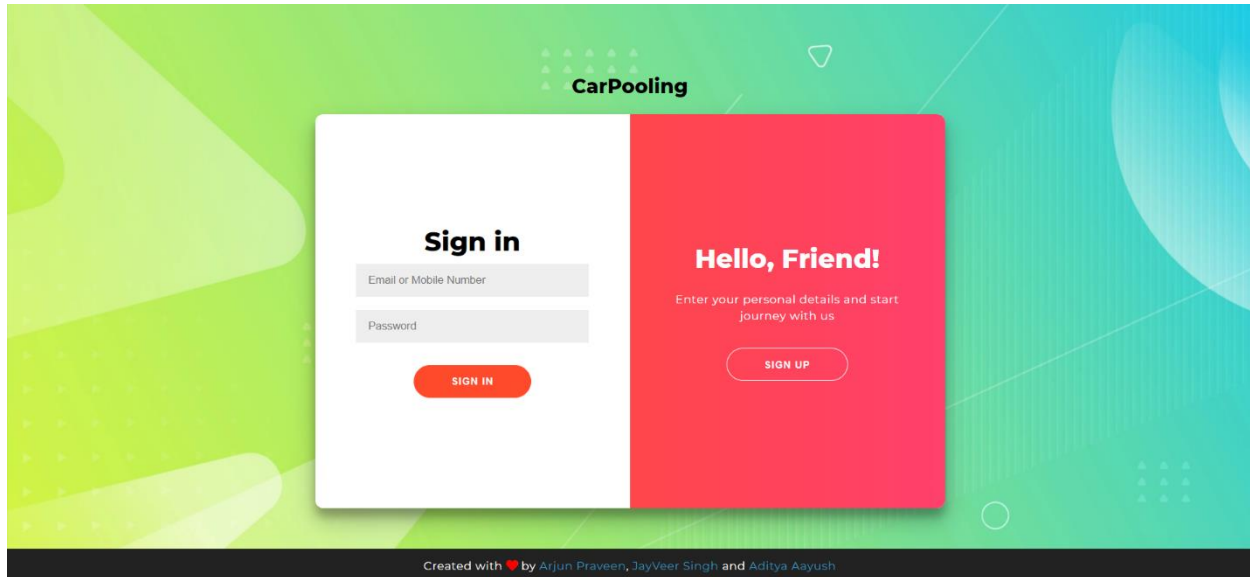 CarPooling
Sign in
Email or Mobile Number
Password
SIGN IN
Hello, Friend!
Enter your personal details and start
journey with us
SIGN UP
Created with ❤ by Arjun Praveen, JayVeer Singh and Aditya Aayush